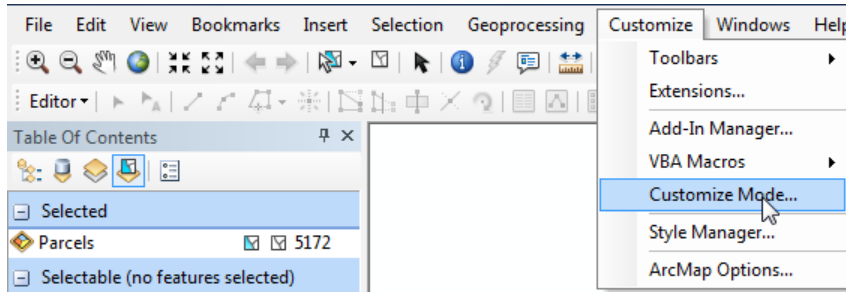 File Edit View Bookmarks Insert Selection Geoprocessing Customize Windows Help
Toolbars
Extensions...
Editor
Add-In Manager...
Table Of Contents
VBA Macros
Customize Mode...
Selected
Style Manager...
Parcels 5172
ArcMap Options...
Selectable (no features selected)